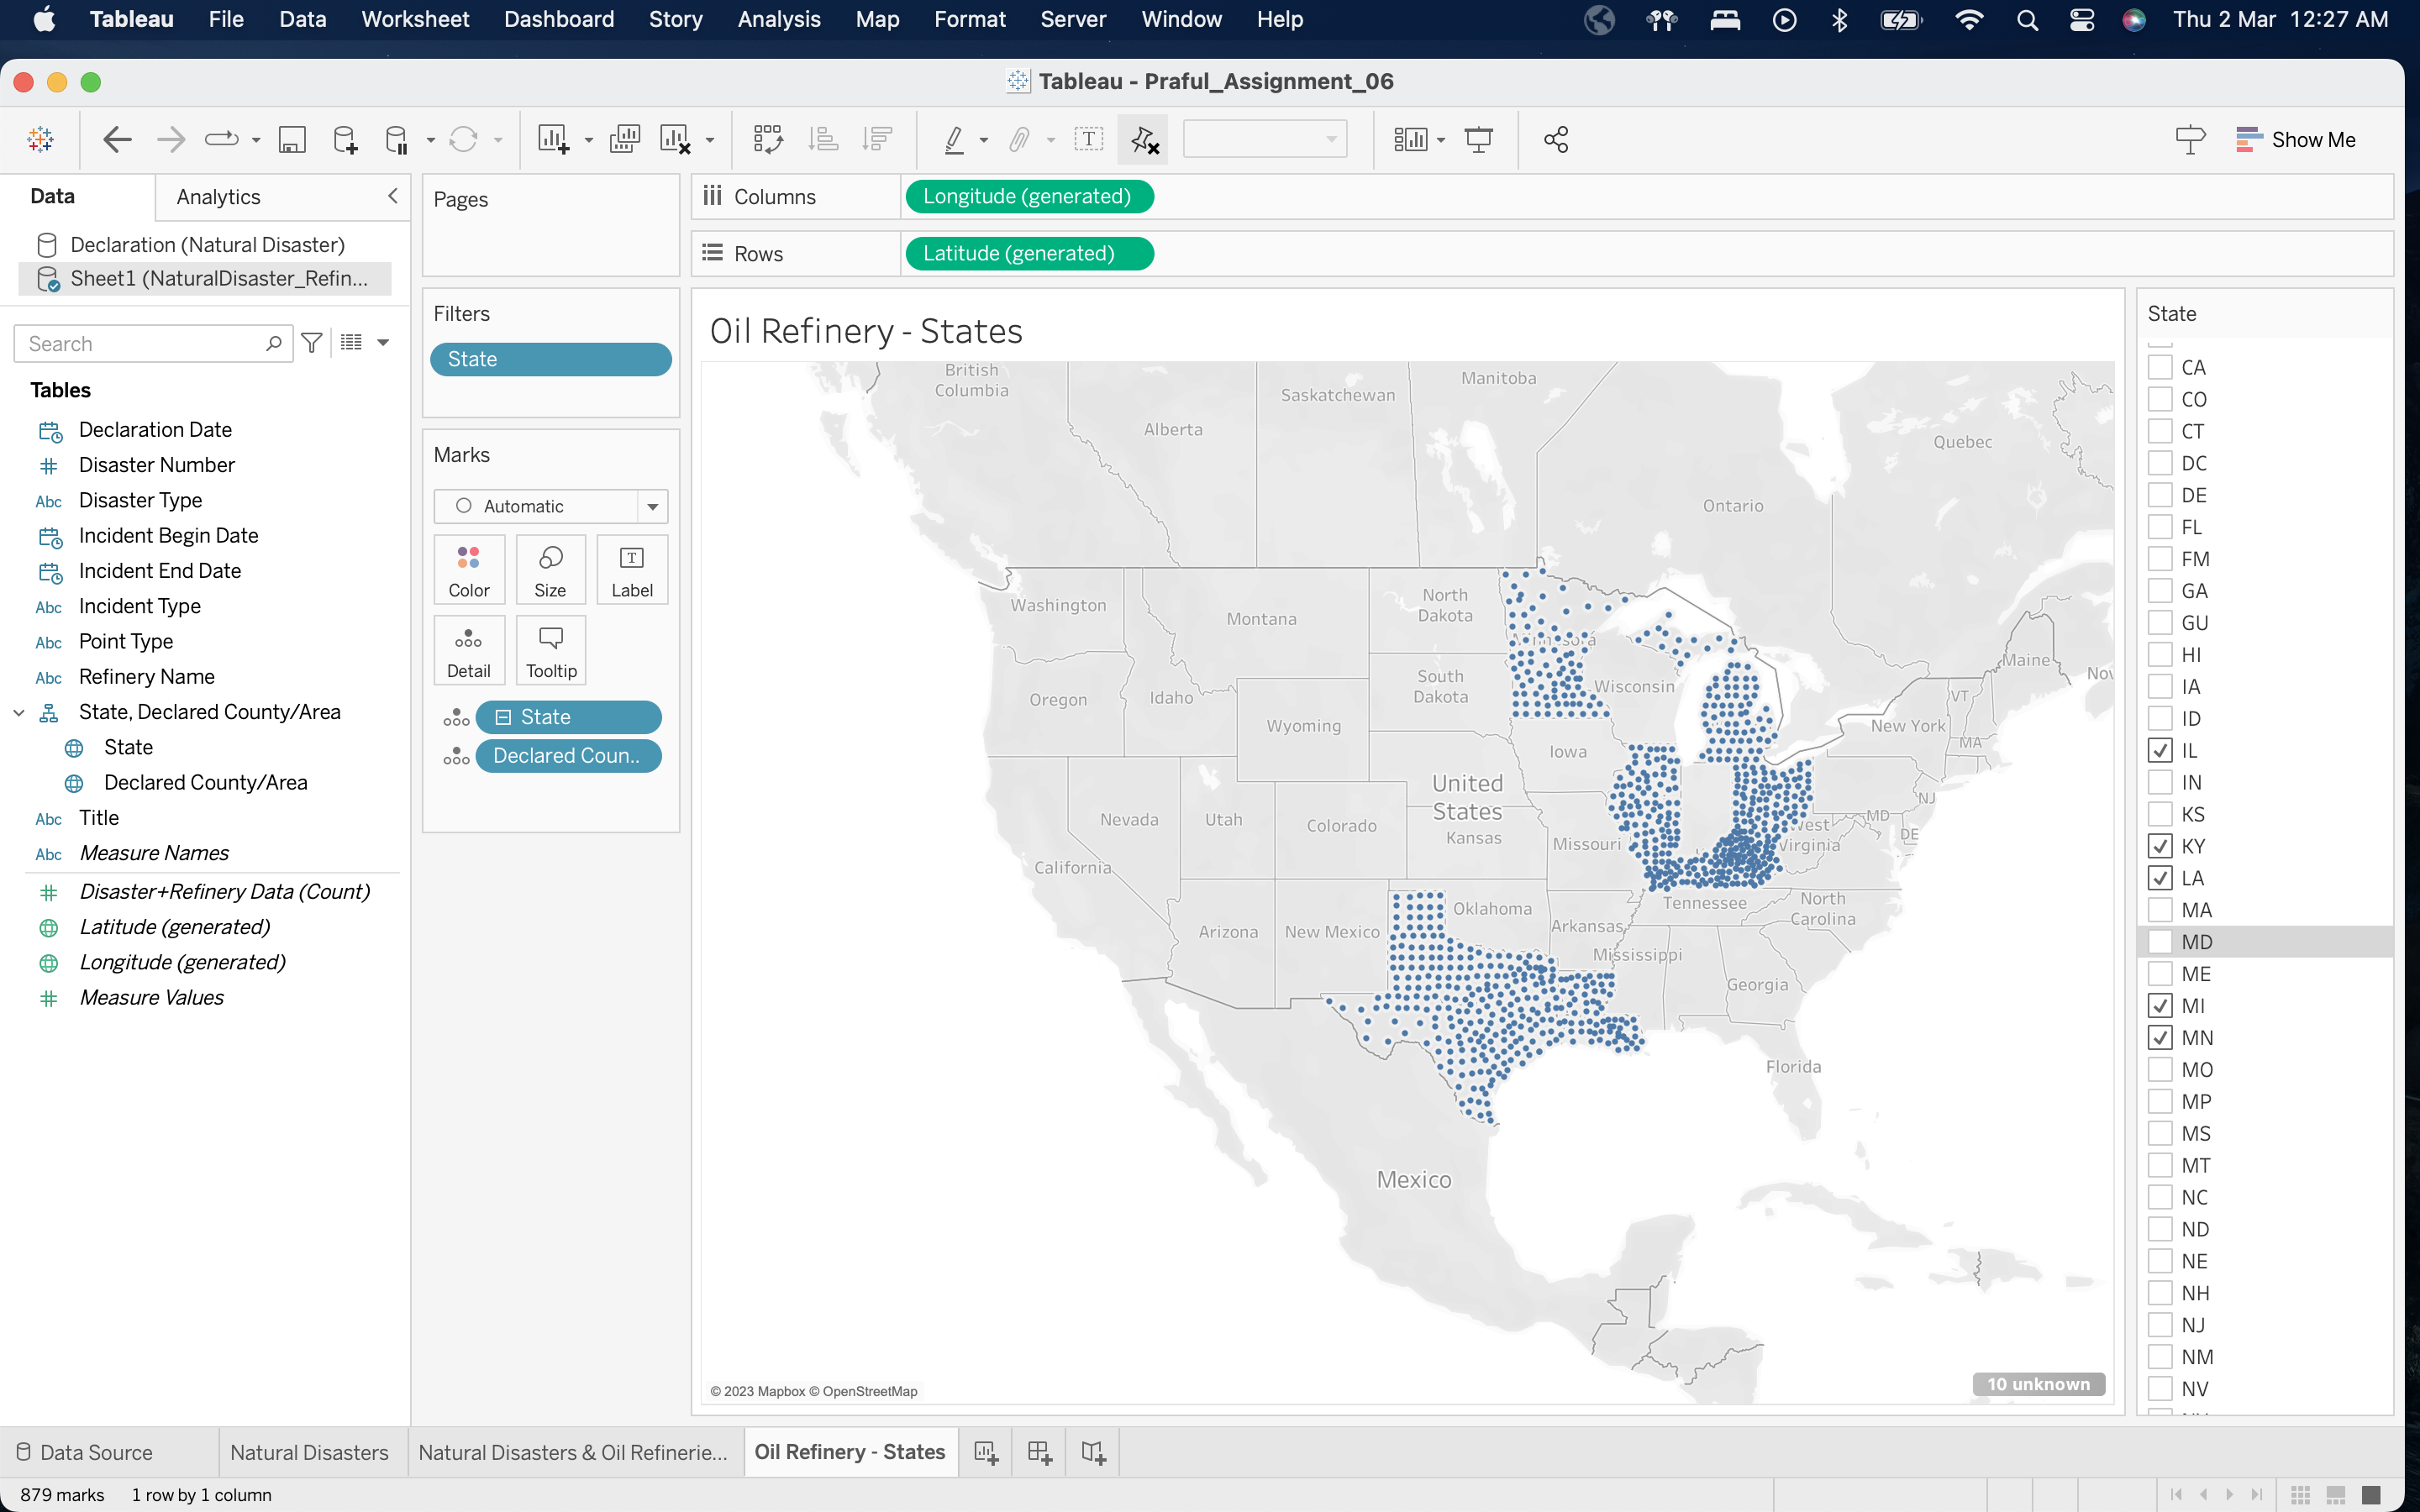 Tableau File Data Worksheet Dashboard Story Analysis Map Format Server Window Help Thu 2 Mar 12:27 AM
Tableau - Praful_Assignment_06
Show Me
Data Analytics
Declaration (Natural Disaster)
Sheet1 (NaturalDisaster_Refin...
Search
Tables
Declaration Date
# Disaster Number
Abc Disaster Type
Incident Begin Date
Incident End Date
Abc Incident Type
Abc Point Type
Abc Refinery Name
State, Declared County/Area
State
Declared County/Area
Abc Title
Abc Measure Names
# Disaster+Refinery Data (Count)
Latitude (generated)
Longitude (generated)
# Measure Values
Pages
Filters
State
Marks
Automatic
Color Size Label
Detail Tooltip
State
Declared Coun..
Columns Longitude (generated)
Rows Latitude (generated)
Oil Refinery - States
British
Columbia
Alberta
Saskatchewan
Manitoba
Ontario
Quebec
Washington
Montana
North
Dakota
Minnesota
Oregon
Idaho
Wyoming
South
Dakota
Wisconsin
Maine
Nov
VT
New York
MA
Iowa
Nevada
Utah
Colorado
United
States
Kansas
Missouri
West
Virginia
NJ
MD
DE
California
Arizona
New Mexico
Oklahoma
Arkansas
Tennessee
North
Carolina
Mississippi
Georgia
Florida
Mexico
© 2023 Mapbox © OpenStreetMap
10 unknown
State
CA
CO
CT
DC
DE
FL
FM
GA
GU
HI
IA
ID
IL
IN
KS
KY
LA
MA
MD
ME
MI
MN
MO
MP
MS
MT
NC
ND
NE
NH
NJ
NM
NV
Data Source Natural Disasters Natural Disasters & Oil Refinerie... Oil Refinery - States
879 marks 1 row by 1 column